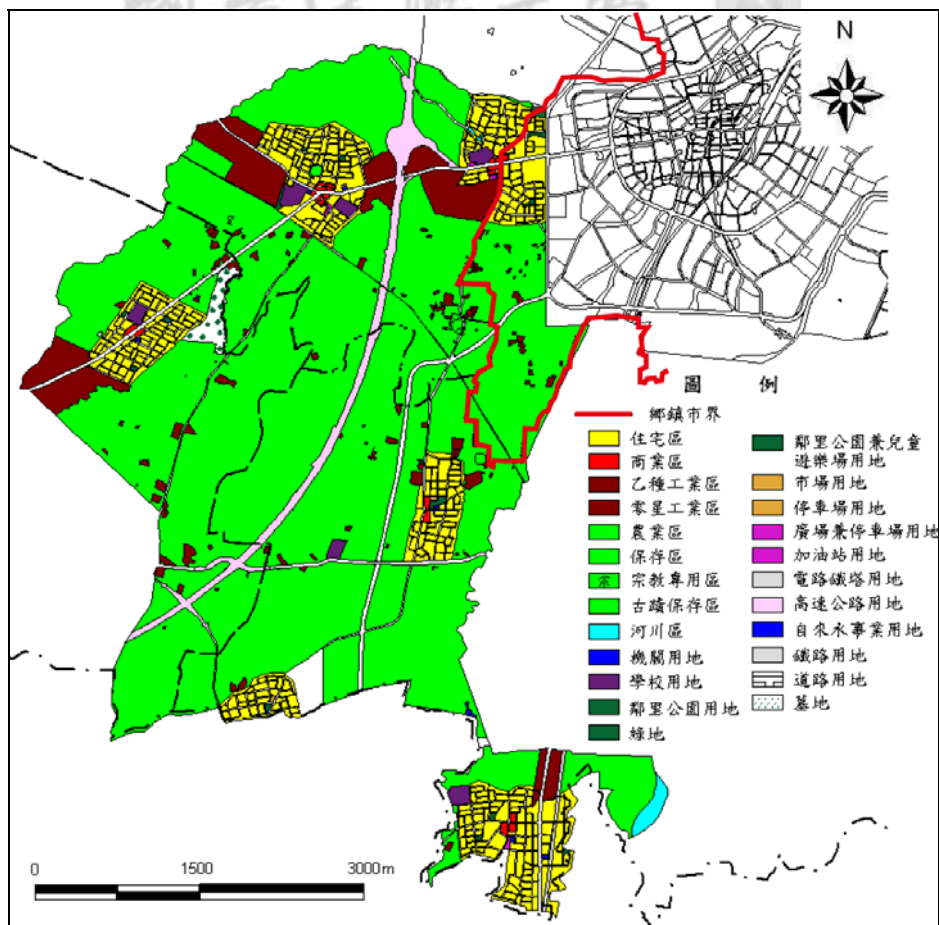 N
圖 例
鄉鎮市界
住宅區
商業區
乙種工業區
零星工業區
農業區
保存區
宗 宗教專用區
古蹟保存區
河川區
機關用地
學校用地
鄰里公園用地
綠地
鄰里公園兼兒童
遊樂場用地
市場用地
停車場用地
廣場兼停車場用地
加油站用地
電路鐵塔用地
高速公路用地
自來水事業用地
鐵路用地
道路用地
墓地
0 1500 3000m